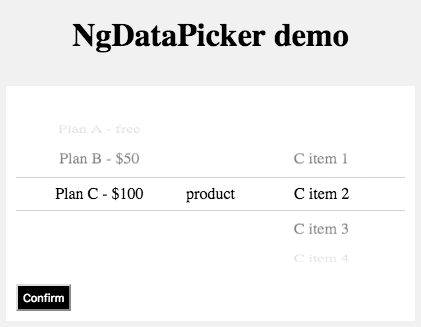 NgDataPicker demo
Plan A - free
Plan B - $50 C item 1
Plan C - $100 product C item 2
C item 3
C item 4
Confirm